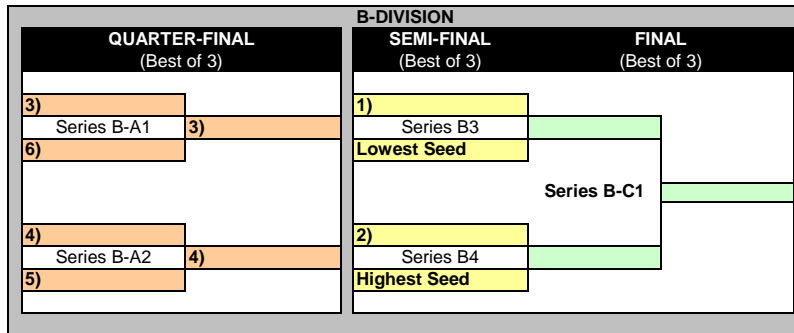 B-DIVISION
QUARTER-FINAL
(Best of 3)
SEMI-FINAL
(Best of 3)
FINAL
(Best of 3)
3)
Series B-A1
3)
6)
4)
Series B-A2
4)
5)
1)
Series B3
Lowest Seed
Series B-C1
2)
Series B4
Highest Seed